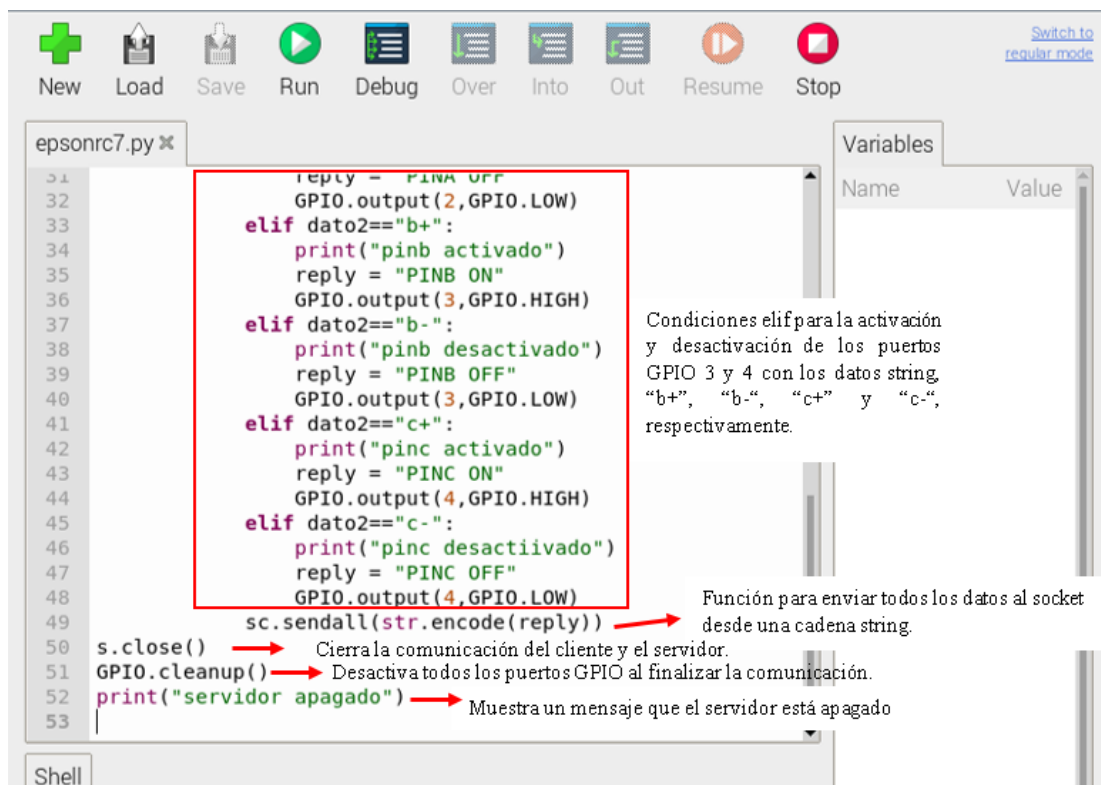 New Load Save Run Debug Over Into Out Resume Stop
Switch to
regular mode
epsonrc7.py
Variables
Name Value
31 reply = "PINA OFF"
32 GPIO.output(2,GPIO.LOW)
33 elif dato2=="b+":
34 print("pinb activado")
35 reply = "PINB ON"
36 GPIO.output(3,GPIO.HIGH)
37 elif dato2=="b-":
38 print("pinb desactivado")
39 reply = "PINB OFF"
40 GPIO.output(3,GPIO.LOW)
41 elif dato2=="c+":
42 print("pinc activado")
43 reply = "PINC ON"
44 GPIO.output(4,GPIO.HIGH)
45 elif dato2=="c-":
46 print("pinc desactiivado")
47 reply = "PINC OFF"
48 GPIO.output(4,GPIO.LOW)
49 sc.sendall(str.encode(reply))
50 s.close()
51 GPIO.cleanup()
52 print("servidor apagado")
53
Condiciones elif para la activación
y desactivación de los puertos
GPIO 3 y 4 con los datos string,
“b+”, “b-“, “c+” y “c-“,
respectivamente.
Función para enviar todos los datos al socket
desde una cadena string.
Cierra la comunicación del cliente y el servidor.
Desactiva todos los puertos GPIO al finalizar la comunicación.
Muestra un mensaje que el servidor está apagado
Shell